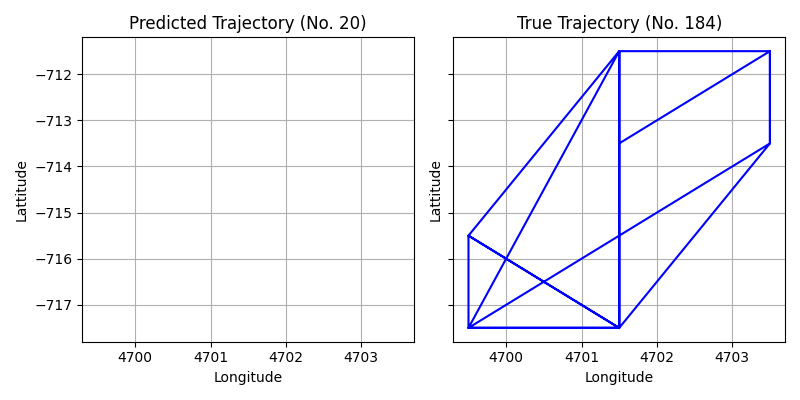 Predicted Trajectory (No. 20)
True Trajectory (No. 184)
Lattitude
−712
−713
−714
−715
−716
−717
4700
4701
4702
4703
Longitude
Lattitude
4700
4701
4702
4703
Longitude